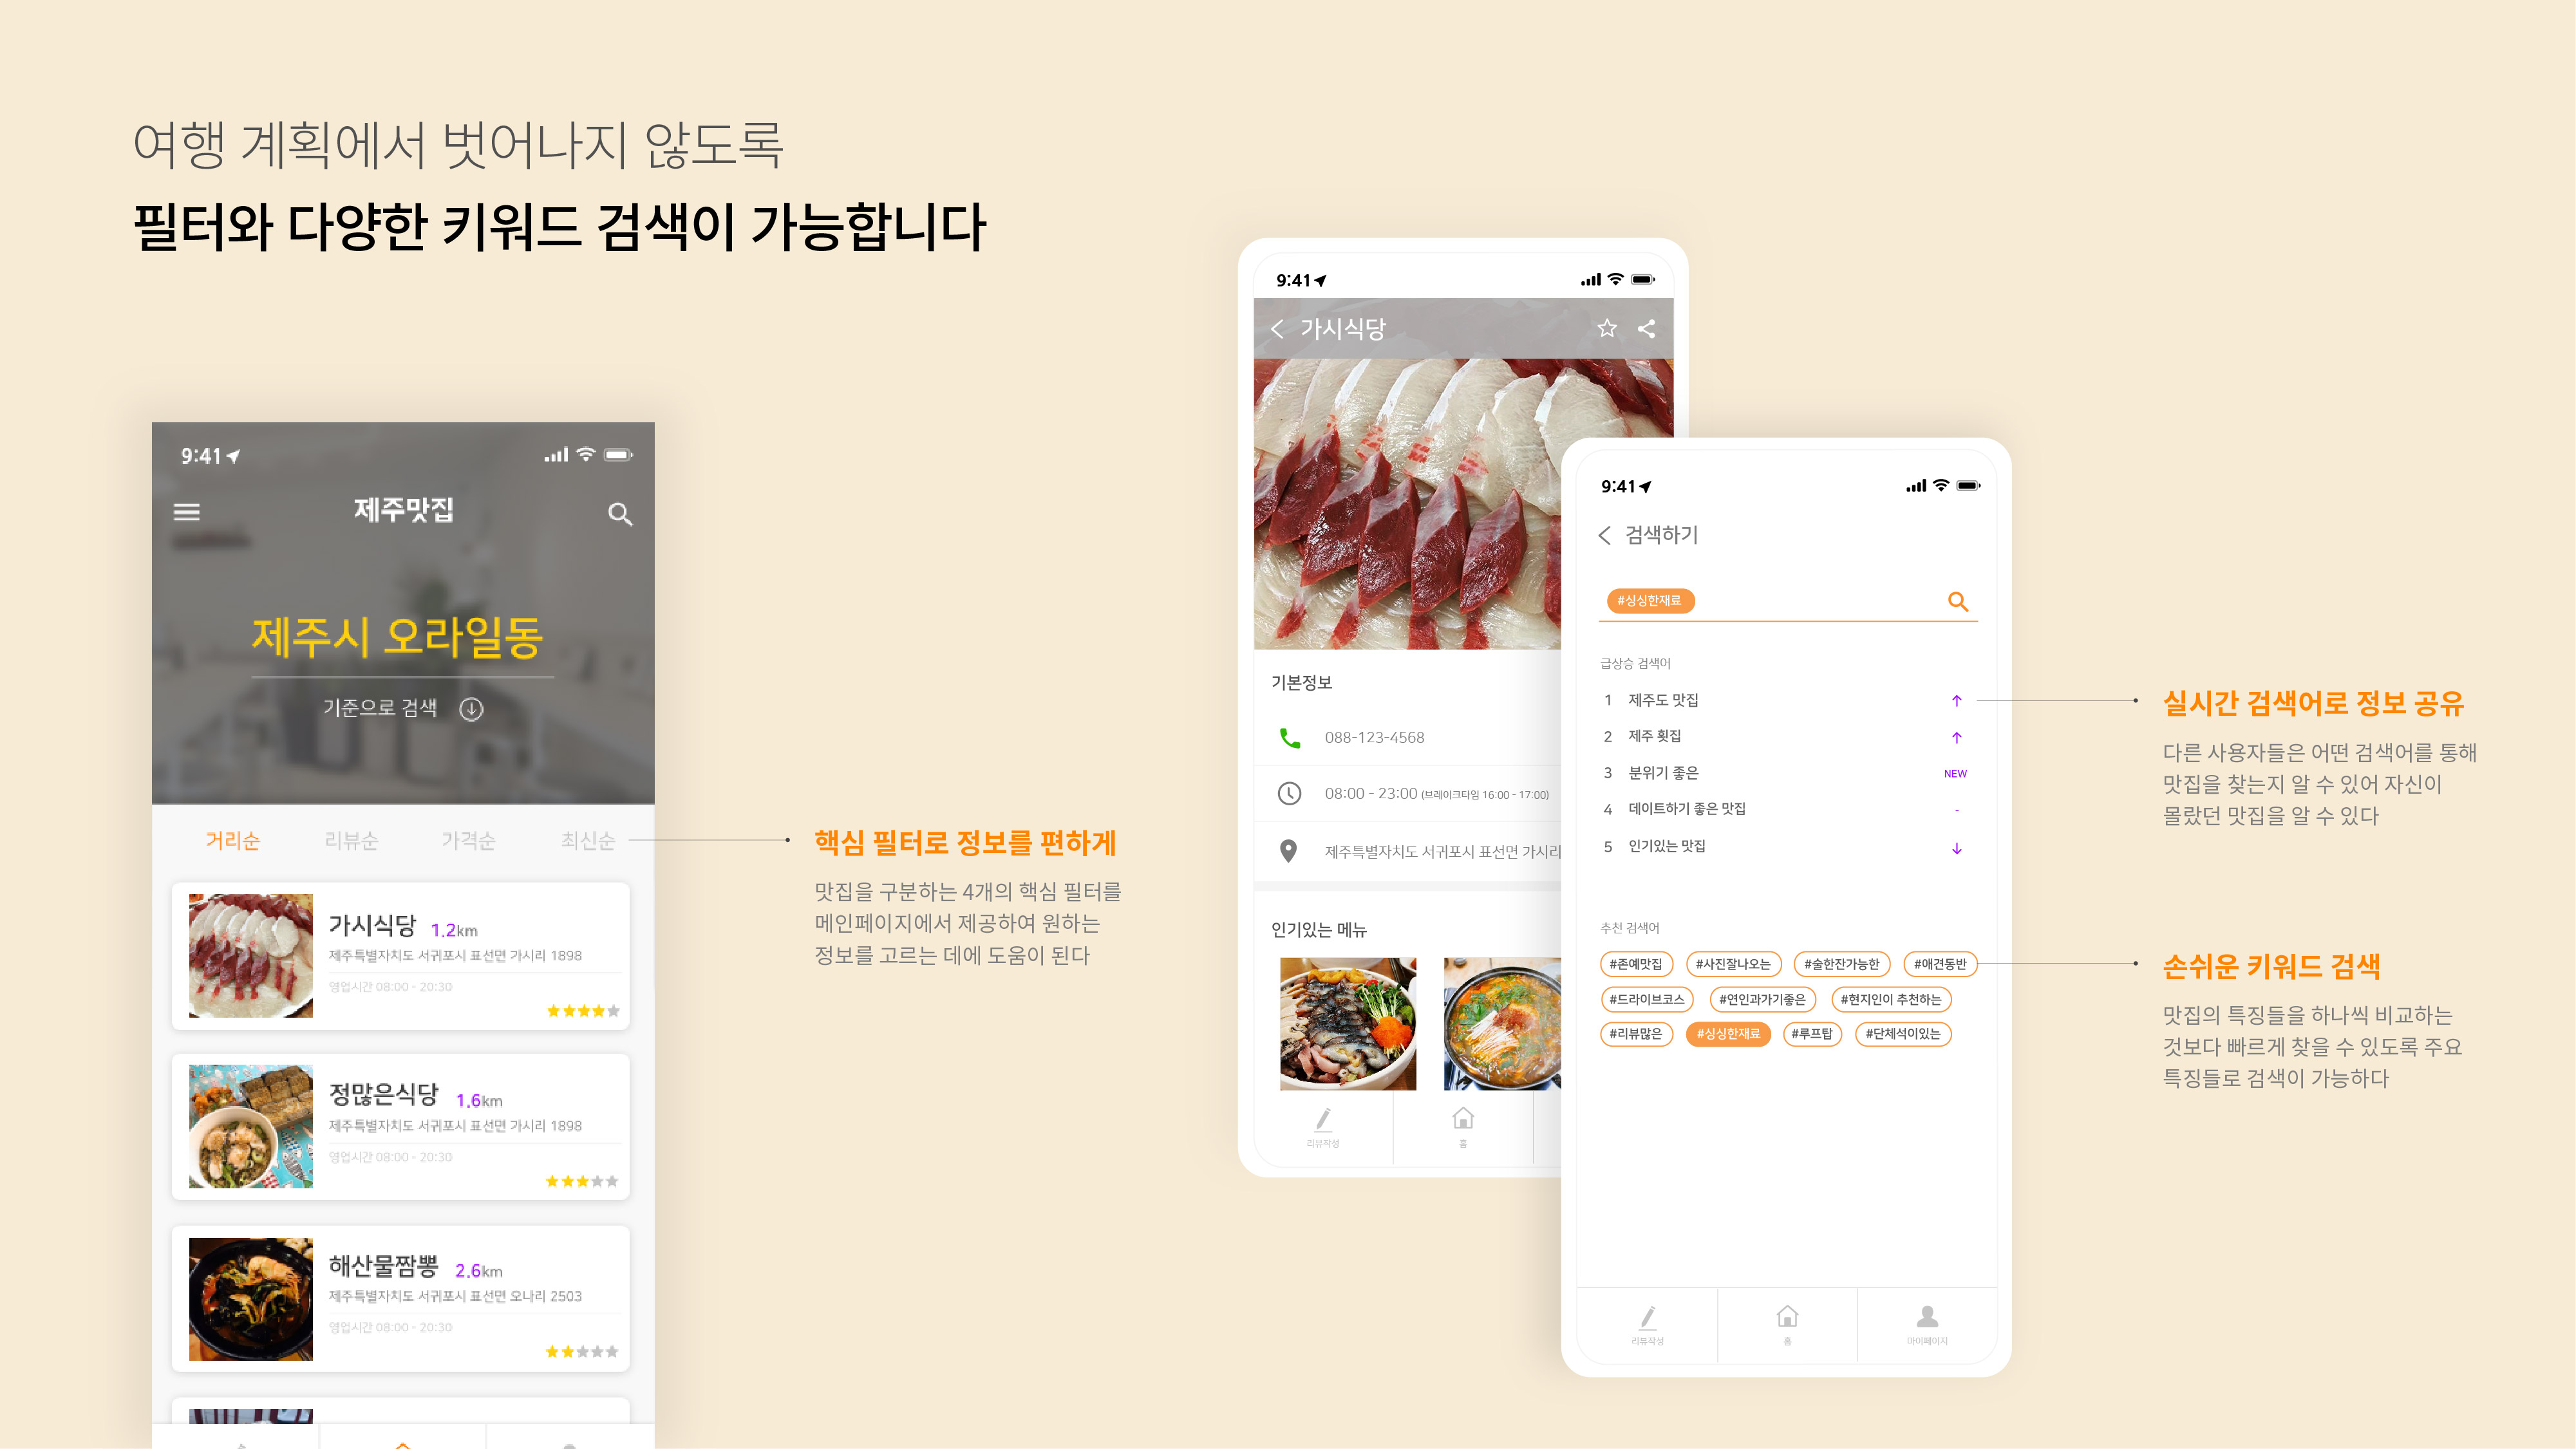 여행 계획에서 벗어나지 않도록
필터와 다양한 키워드 검색이 가능합니다
9:41
제주맛집
제주시 오라일동
기준으로 검색
거리순 리뷰순 가격순 최신순
가시식당 1.2km
제주특별자치도 서귀포시 표선면 가시리 1898
영업시간 08:00 - 20:30
정많은식당 1.6km
제주특별자치도 서귀포시 표선면 가시리 1898
영업시간 08:00 - 20:30
해산물짬뽕 2.6km
제주특별자치도 서귀포시 표선면 오나리 2503
영업시간 08:00 - 20:30
핵심 필터로 정보를 편하게
맛집을 구분하는 4개의 핵심 필터를
메인페이지에서 제공하여 원하는
정보를 고르는 데에 도움이 된다
9:41
가시식당
기본정보
088-123-4568
08:00 - 23:00 (브레이크타임 16:00 - 17:00)
제주특별자치도 서귀포시 표선면 가시리
인기있는 메뉴
리뷰작성 홈
9:41
검색하기
#싱싱한재료
급상승 검색어
1 제주도 맛집 ↑
2 제주 횟집 ↑
3 분위기 좋은 NEW
4 데이트하기 좋은 맛집 -
5 인기있는 맛집 ↓
추천 검색어
#존예맛집 #사진잘나오는 #술한잔가능한 #애견동반
#드라이브코스 #연인과가기좋은 #현지인이 추천하는
#리뷰많은 #싱싱한재료 #루프탑 #단체석이있는
리뷰작성 홈 마이페이지
실시간 검색어로 정보 공유
다른 사용자들은 어떤 검색어를 통해
맛집을 찾는지 알 수 있어 자신이
몰랐던 맛집을 알 수 있다
손쉬운 키워드 검색
맛집의 특징들을 하나씩 비교하는
것보다 빠르게 찾을 수 있도록 주요
특징들로 검색이 가능하다